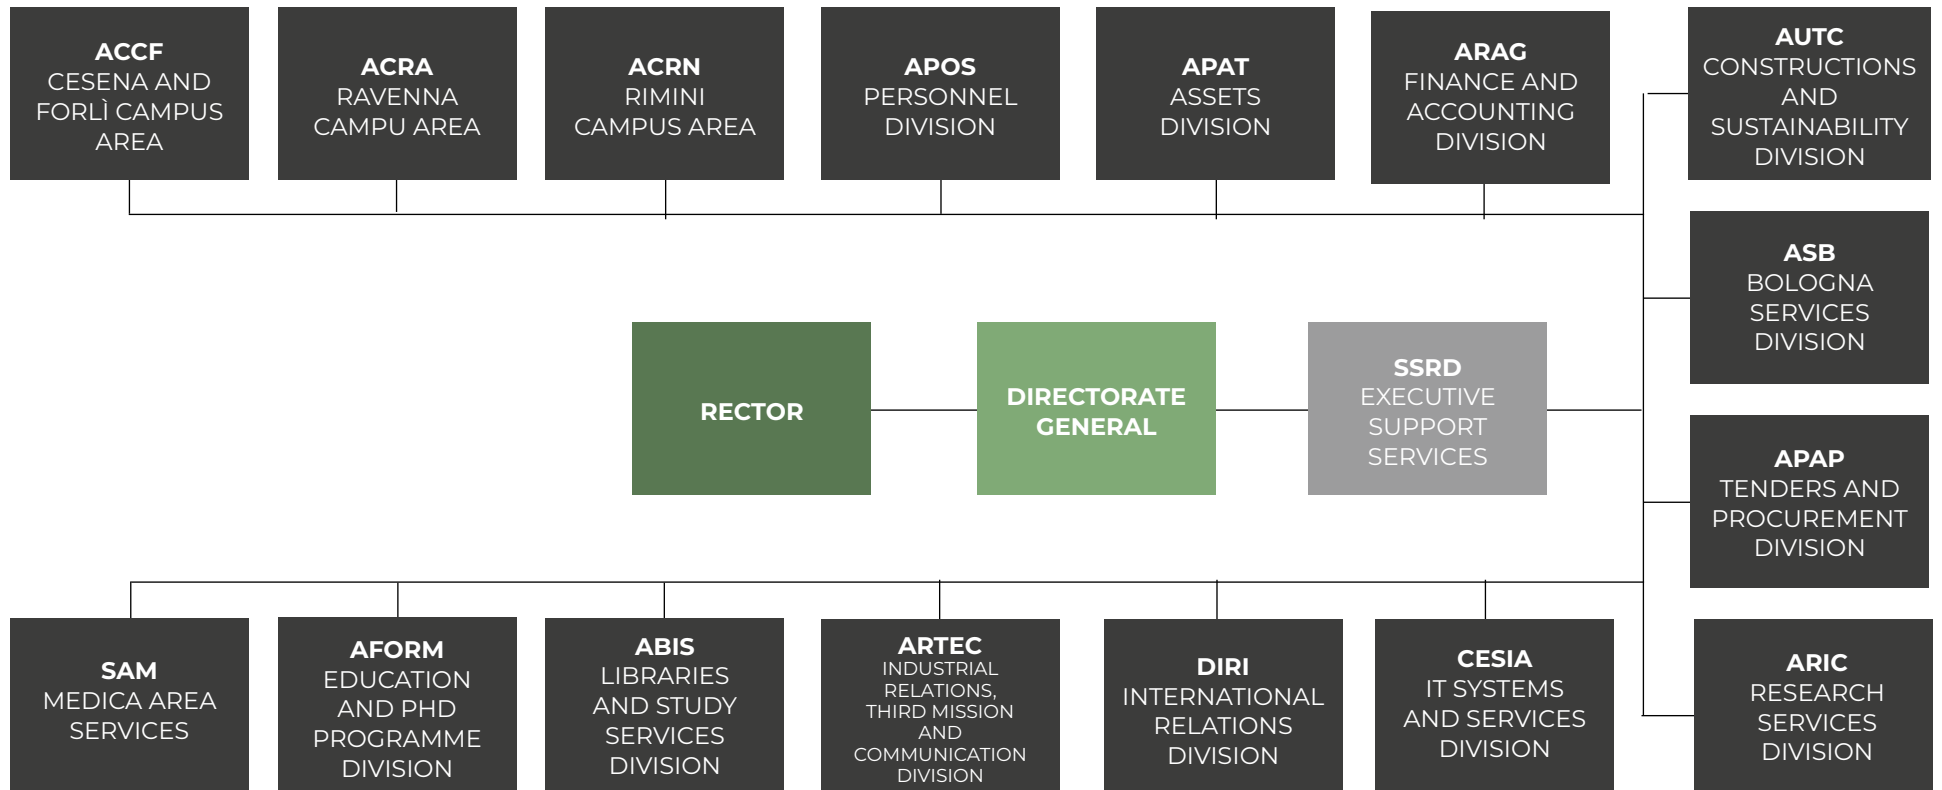 ACCF
CESENA AND
FORLÌ CAMPUS
AREA
ACRA
RAVENNA
CAMPU AREA
ACRN
RIMINI
CAMPUS AREA
APOS
PERSONNEL
DIVISION
APAT
ASSETS
DIVISION
ARAG
FINANCE AND
ACCOUNTING
DIVISION
AUTC
CONSTRUCTIONS
AND
SUSTAINABILITY
DIVISION
ASB
BOLOGNA
SERVICES
DIVISION
RECTOR
DIRECTORATE
GENERAL
SSRD
EXECUTIVE
SUPPORT
SERVICES
APAP
TENDERS AND
PROCUREMENT
DIVISION
SAM
MEDICA AREA
SERVICES
AFORM
EDUCATION
AND PHD
PROGRAMME
DIVISION
ABIS
LIBRARIES
AND STUDY
SERVICES
DIVISION
ARTEC
INDUSTRIAL
RELATIONS,
THIRD MISSION
AND
COMMUNICATION
DIVISION
DIRI
INTERNATIONAL
RELATIONS
DIVISION
CESIA
IT SYSTEMS
AND SERVICES
DIVISION
ARIC
RESEARCH
SERVICES
DIVISION